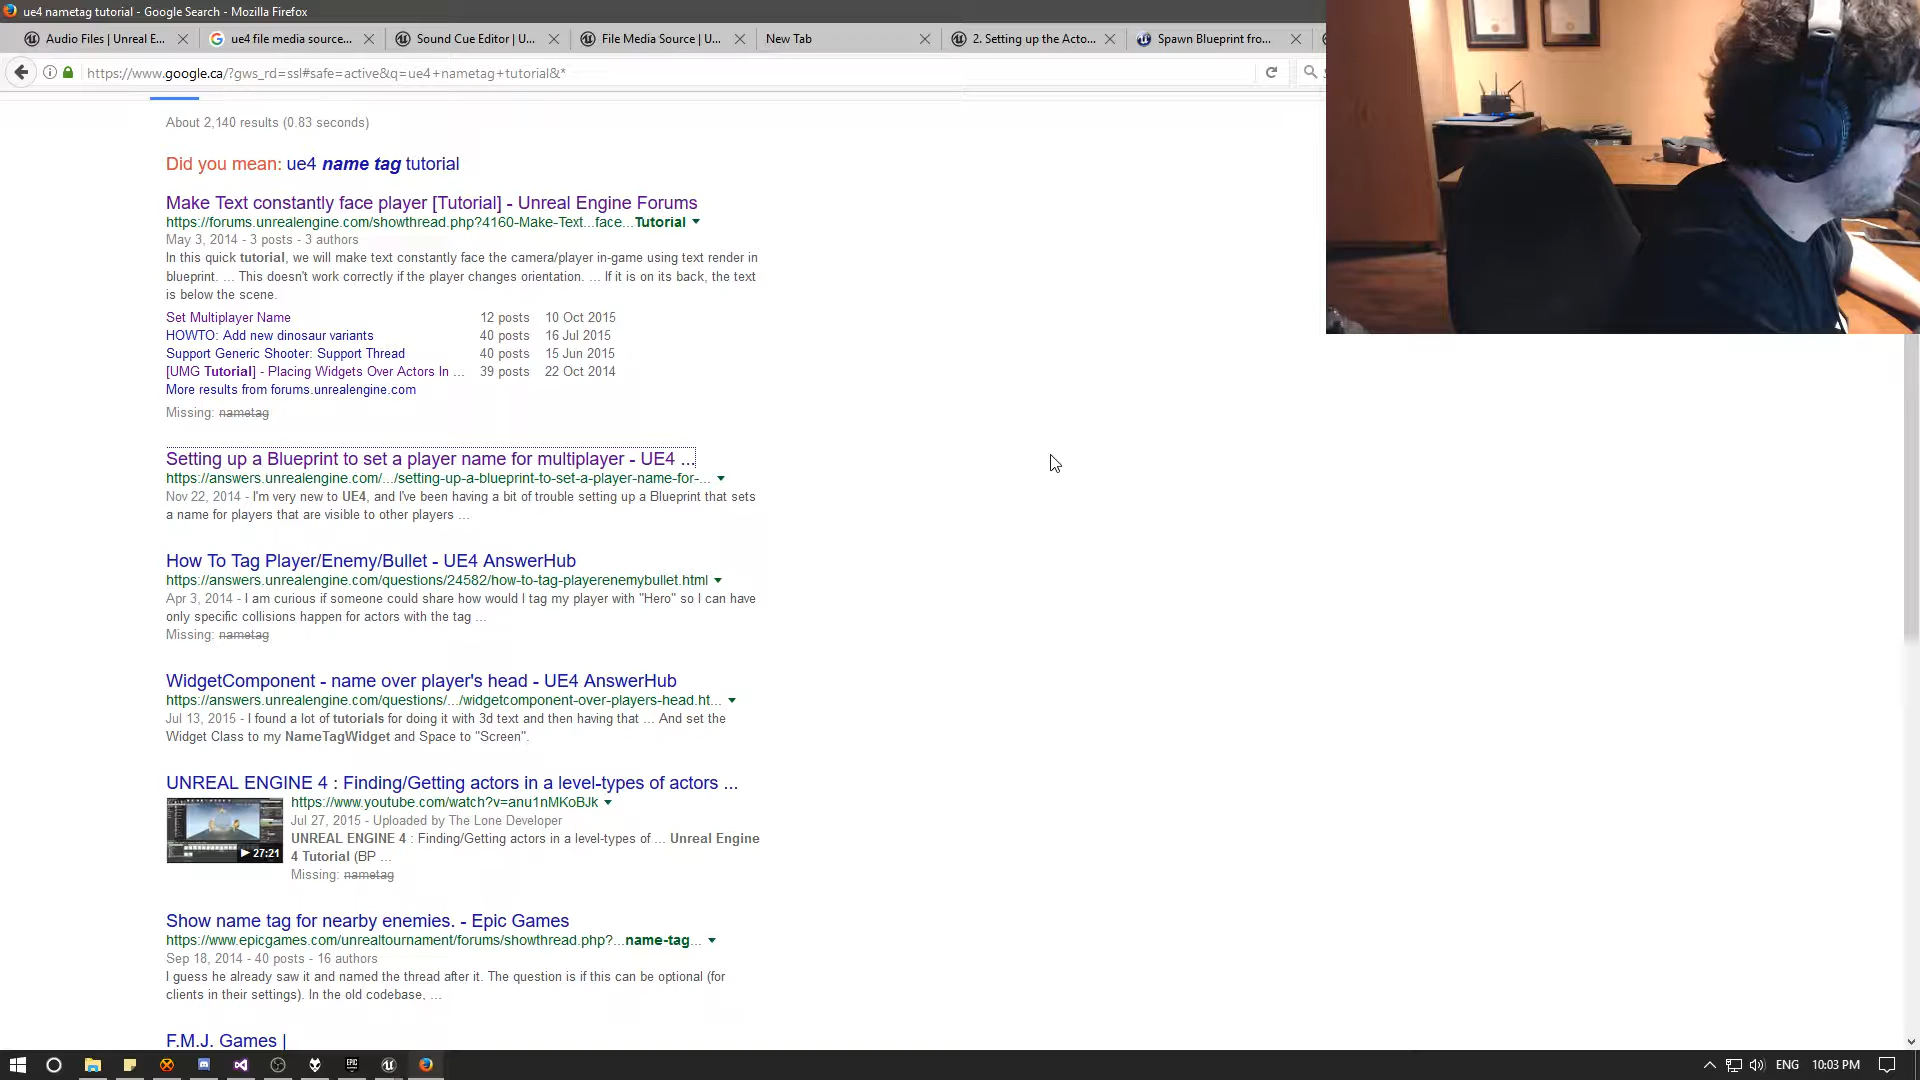 ue4 nametag tutorial - Google Search - Mozilla Firefox
Audio Files | Unreal E...
ue4 file media source...
Sound Cue Editor | U...
File Media Source | U...
New Tab
2. Setting up the Acto...
Spawn Blueprint fro...
https://www.google.ca/?gws_rd=ssl#safe=active&q=ue4+nametag+tutorial&*
About 2,140 results (0.83 seconds)
Did you mean: ue4 name tag tutorial
Make Text constantly face player [Tutorial] - Unreal Engine Forums
https://forums.unrealengine.com/showthread.php?4160-Make-Text...face...Tutorial
May 3, 2014 - 3 posts - 3 authors
In this quick tutorial, we will make text constantly face the camera/player in-game using text render in
blueprint. ... This doesn't work correctly if the player changes orientation. ... If it is on its back, the text
is below the scene.
Set Multiplayer Name 12 posts 10 Oct 2015
HOWTO: Add new dinosaur variants 40 posts 16 Jul 2015
Support Generic Shooter: Support Thread 40 posts 15 Jun 2015
[UMG Tutorial] - Placing Widgets Over Actors In ... 39 posts 22 Oct 2014
More results from forums.unrealengine.com
Missing: nametag
Setting up a Blueprint to set a player name for multiplayer - UE4 ...
https://answers.unrealengine.com/.../setting-up-a-blueprint-to-set-a-player-name-for-...
Nov 22, 2014 - I'm very new to UE4, and I've been having a bit of trouble setting up a Blueprint that sets
a name for players that are visible to other players ...
How To Tag Player/Enemy/Bullet - UE4 AnswerHub
https://answers.unrealengine.com/questions/24582/how-to-tag-playerenemybullet.html
Apr 3, 2014 - I am curious if someone could share how would I tag my player with "Hero" so I can have
only specific collisions happen for actors with the tag ...
Missing: nametag
WidgetComponent - name over player's head - UE4 AnswerHub
https://answers.unrealengine.com/questions/.../widgetcomponent-over-players-head.ht...
Jul 13, 2015 - I found a lot of tutorials for doing it with 3d text and then having that ... And set the
Widget Class to my NameTagWidget and Space to "Screen".
UNREAL ENGINE 4 : Finding/Getting actors in a level-types of actors ...
https://www.youtube.com/watch?v=anu1nMKoBJk
Jul 27, 2015 - Uploaded by The Lone Developer
UNREAL ENGINE 4 : Finding/Getting actors in a level-types of ... Unreal Engine
4 Tutorial (BP ...
27:21
Missing: nametag
Show name tag for nearby enemies. - Epic Games
https://www.epicgames.com/unrealtournament/forums/showthread.php?...name-tag...
Sep 18, 2014 - 40 posts - 16 authors
I guess he already saw it and named the thread after it. The question is if this can be optional (for
clients in their settings). In the old codebase, ...
F.M.J. Games |
EPIC
ENG
10:03 PM